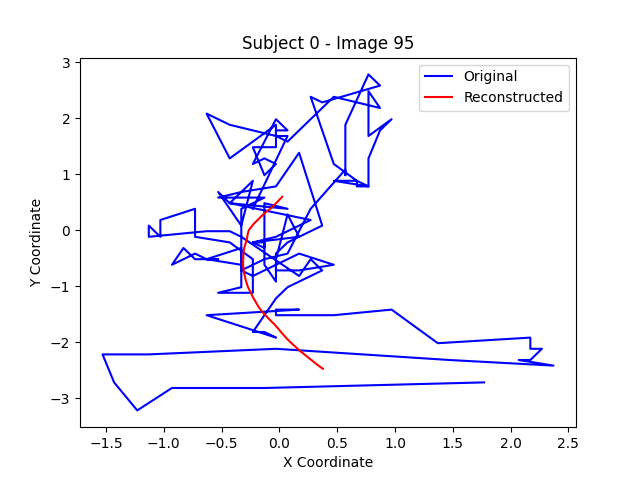 Subject 0 - Image 95
Original
Reconstructed
Y Coordinate
3
2
1
0
−1
−2
−3
−1.5 −1.0 −0.5 0.0 0.5 1.0 1.5 2.0 2.5
X Coordinate